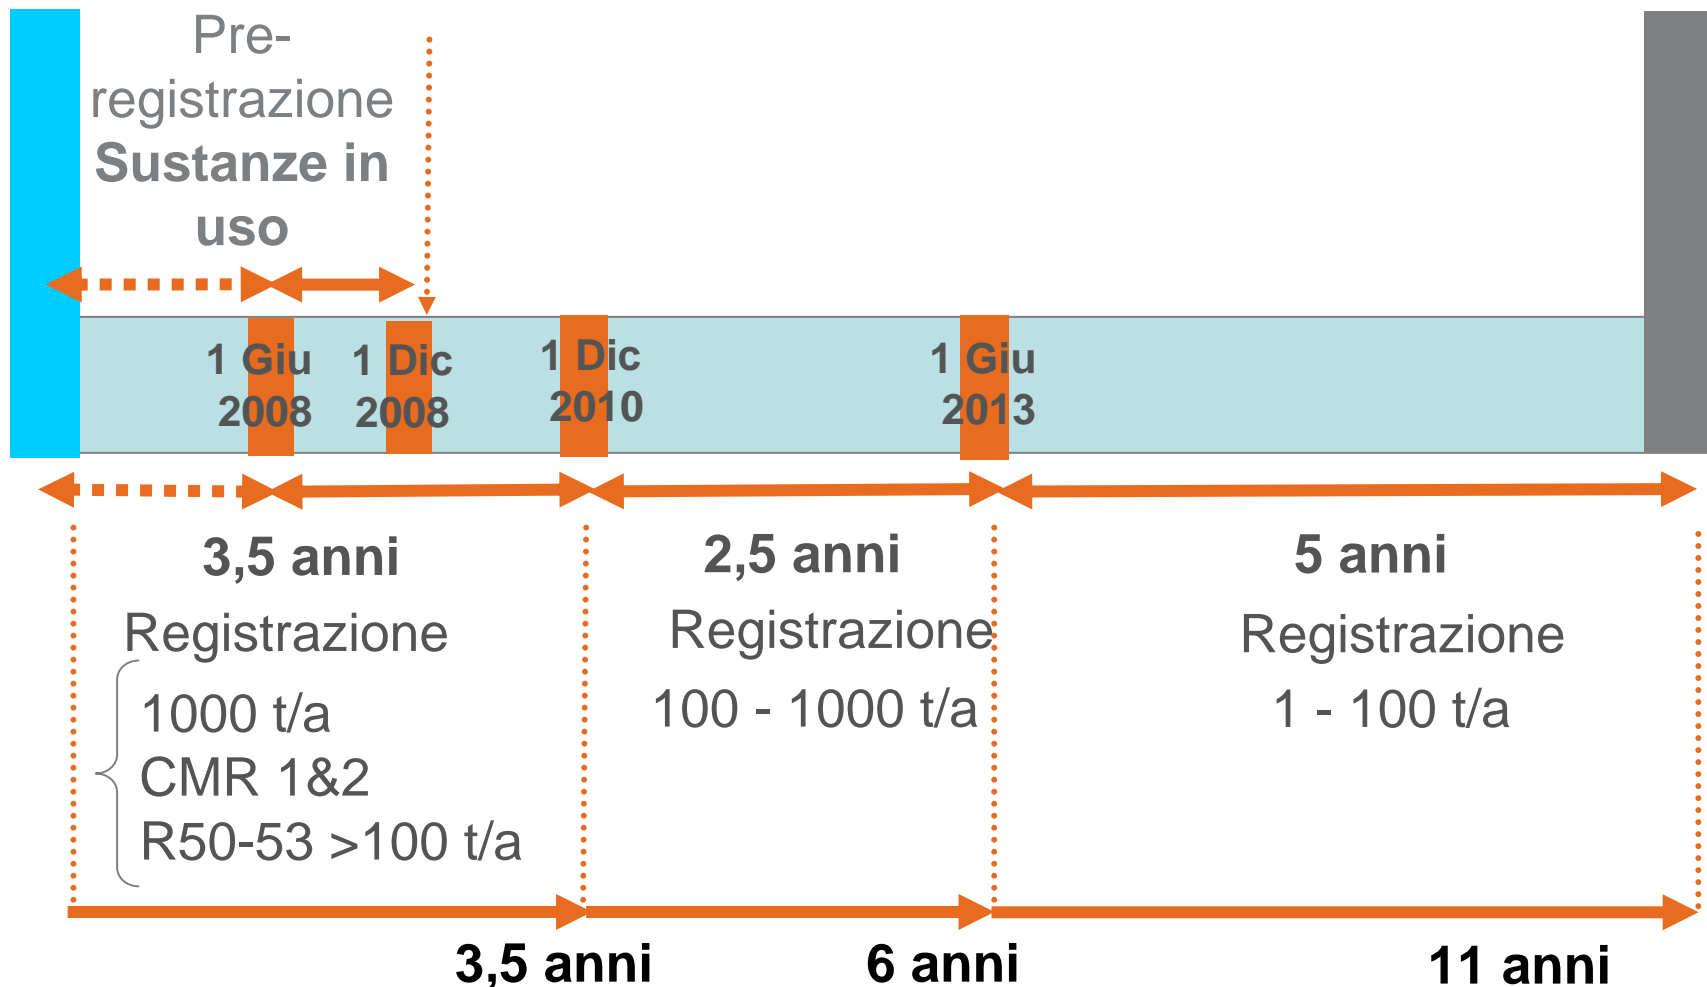 Pre-
registrazione
Sustanze in
uso
1 Giu
2008
1 Dic
2008
1 Dic
2010
1 Giu
2013
3,5 anni
Registrazione
1000 t/a
CMR 1&2
R50-53 >100 t/a
2,5 anni
Registrazione
100 - 1000 t/a
5 anni
Registrazione
1 - 100 t/a
3,5 anni
6 anni
11 anni